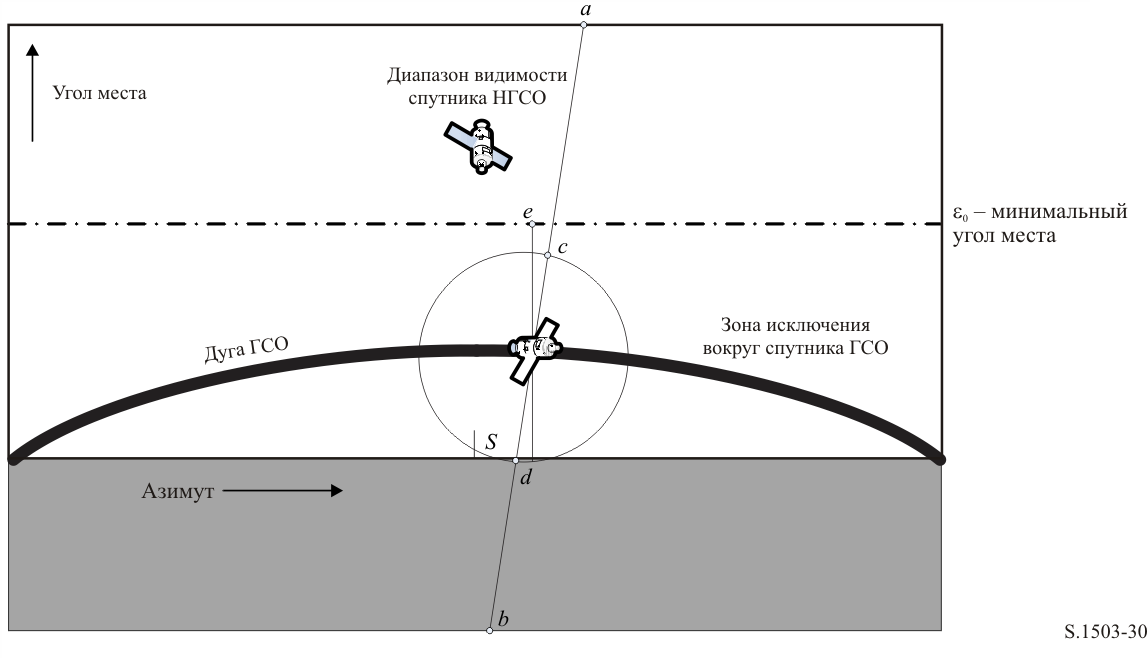 a
Диапазон видимости
спутника НГСО
Угол места
e
ε₀ – минимальный
угол места
c
Зона исключения
вокруг спутника ГСО
Дуга ГСО
S
d
Азимут
b
S.1503-30